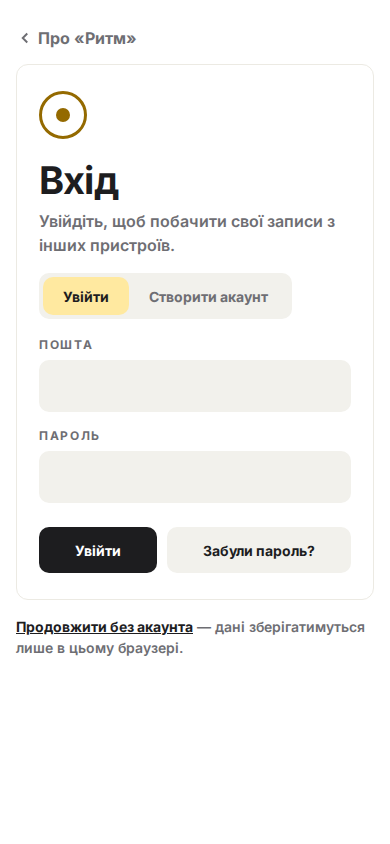 Про «Ритм»
Вхід
Увійдіть, щоб побачити свої записи з
інших пристроїв.
Увійти Створити акаунт
ПОШТА
ПАРОЛЬ
Увійти Забули пароль?
Продовжити без акаунта — дані зберігатимуться
лише в цьому браузері.